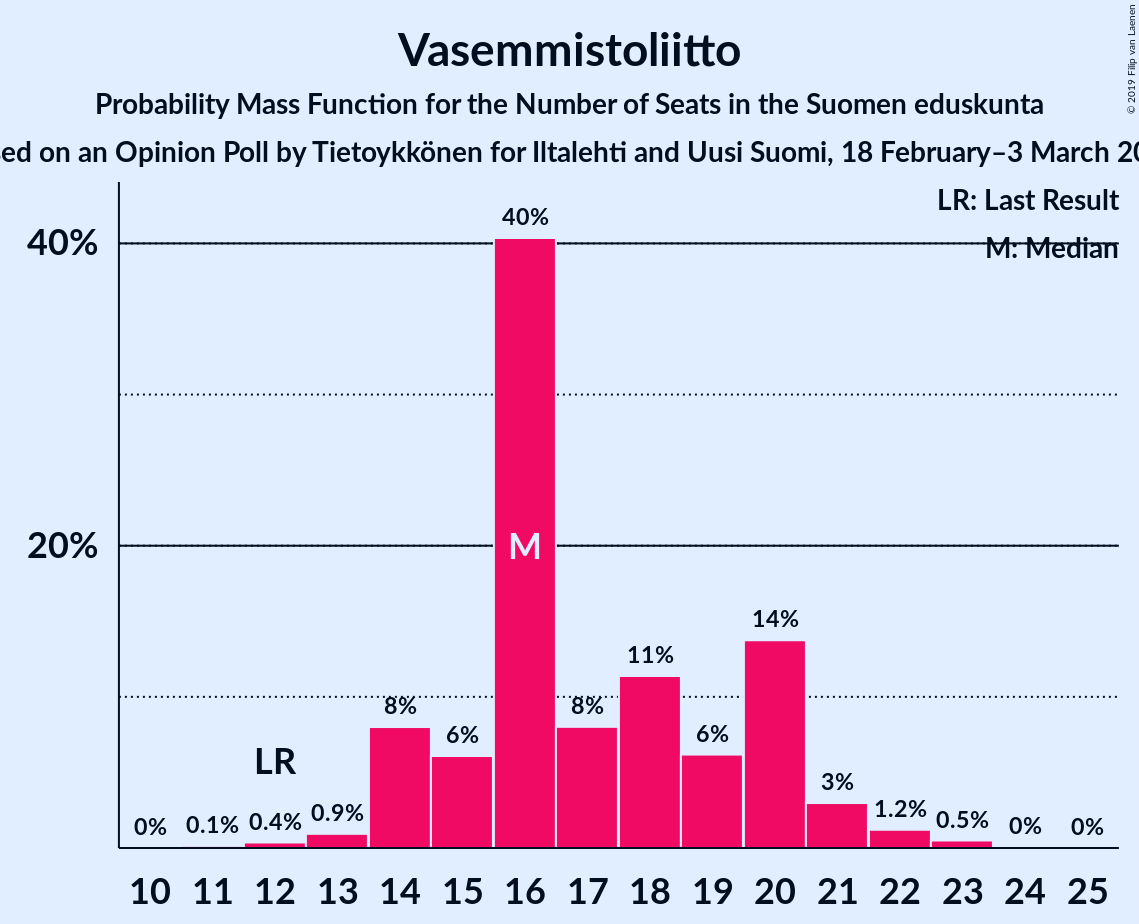 Vasemmistoliitto
Probability Mass Function for the Number of Seats in the Suomen eduskunta
ed on an Opinion Poll by Tietoykkönen for Iltalehti and Uusi Suomi, 18 February–3 March 20
© 2019 Filip van Laenen
LR: Last Result
M: Median
40%
20%
40%
M
14%
11%
8%
8%
6%
6%
LR
3%
0%
0.1%
0.4%
0.9%
1.2%
0.5%
0%
0%
10 11 12 13 14 15 16 17 18 19 20 21 22 23 24 25